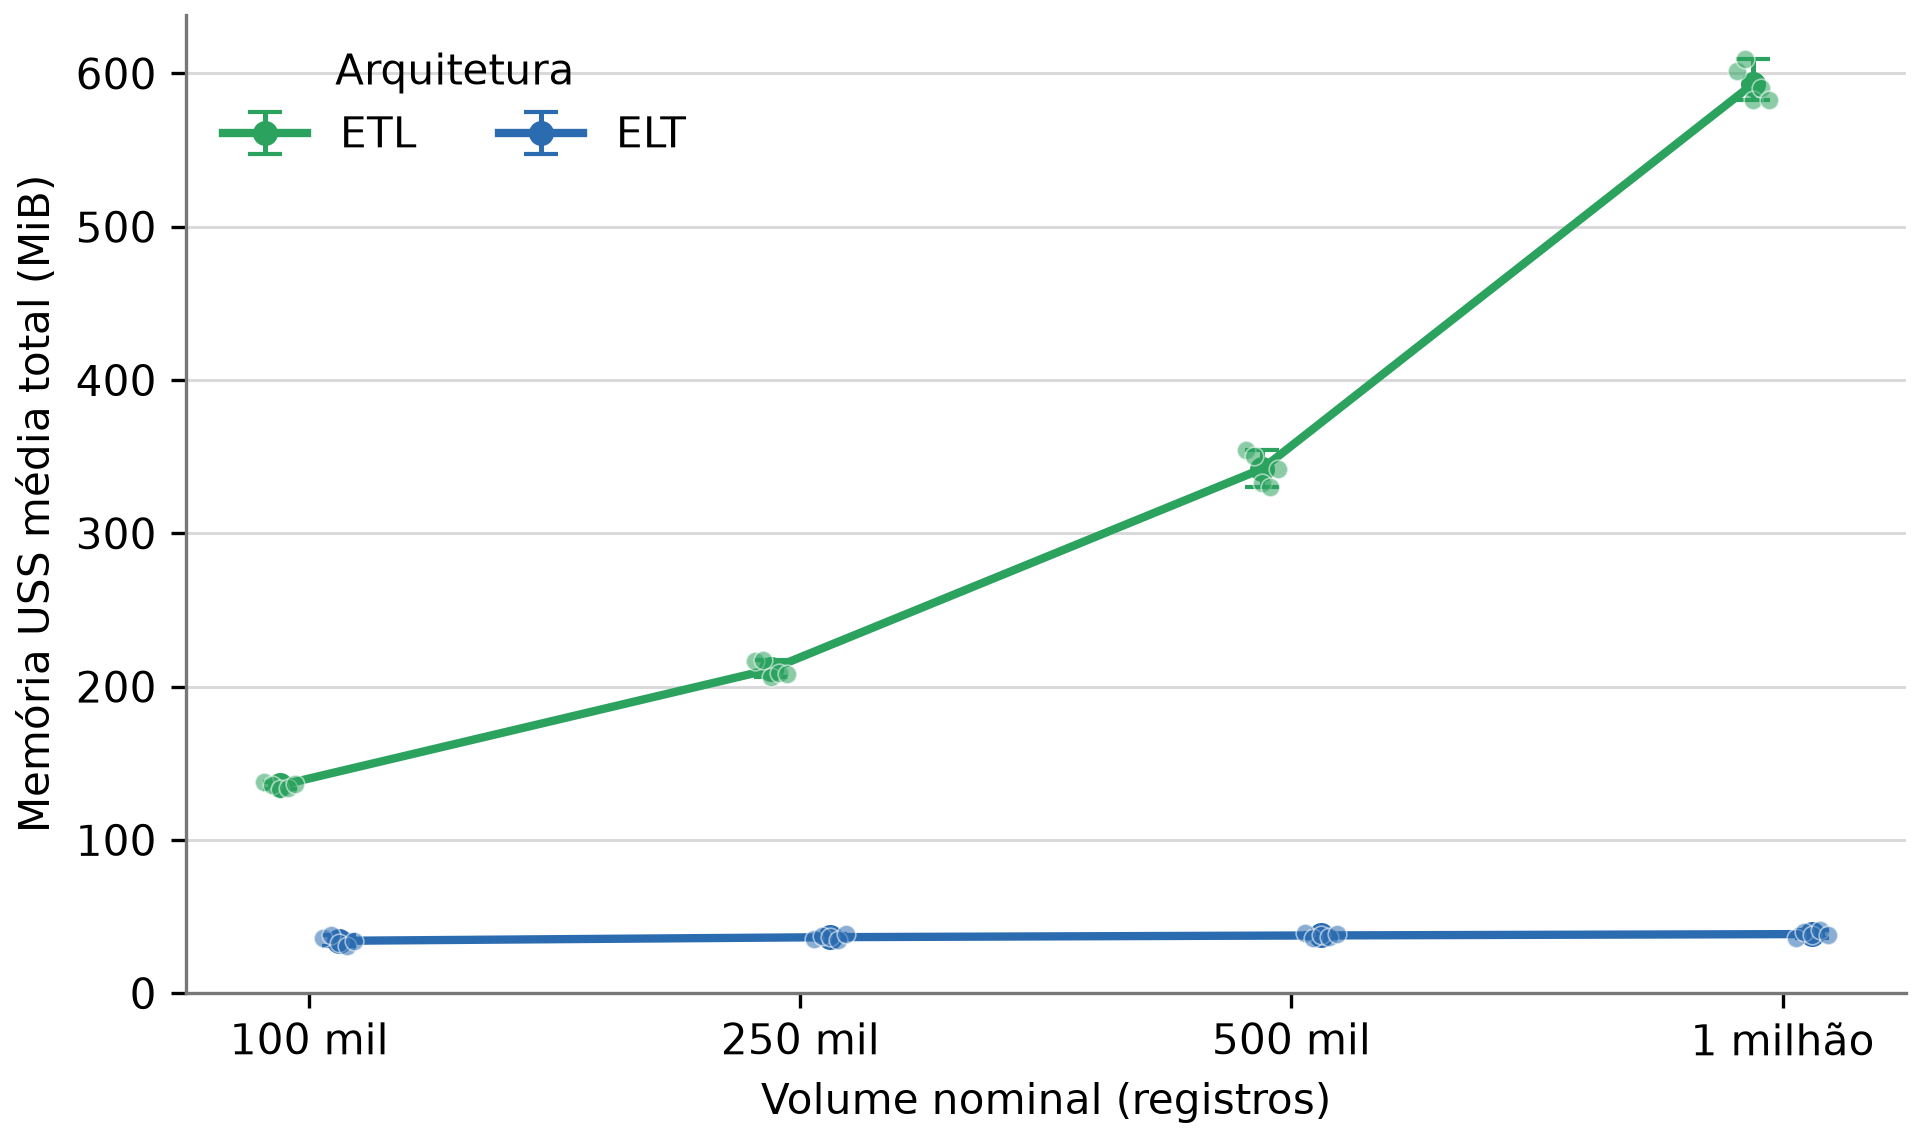 Arquitetura
ETL ELT
Memória USS média total (MiB)
600
500
400
300
200
100
0
100 mil 250 mil 500 mil 1 milhão
Volume nominal (registros)